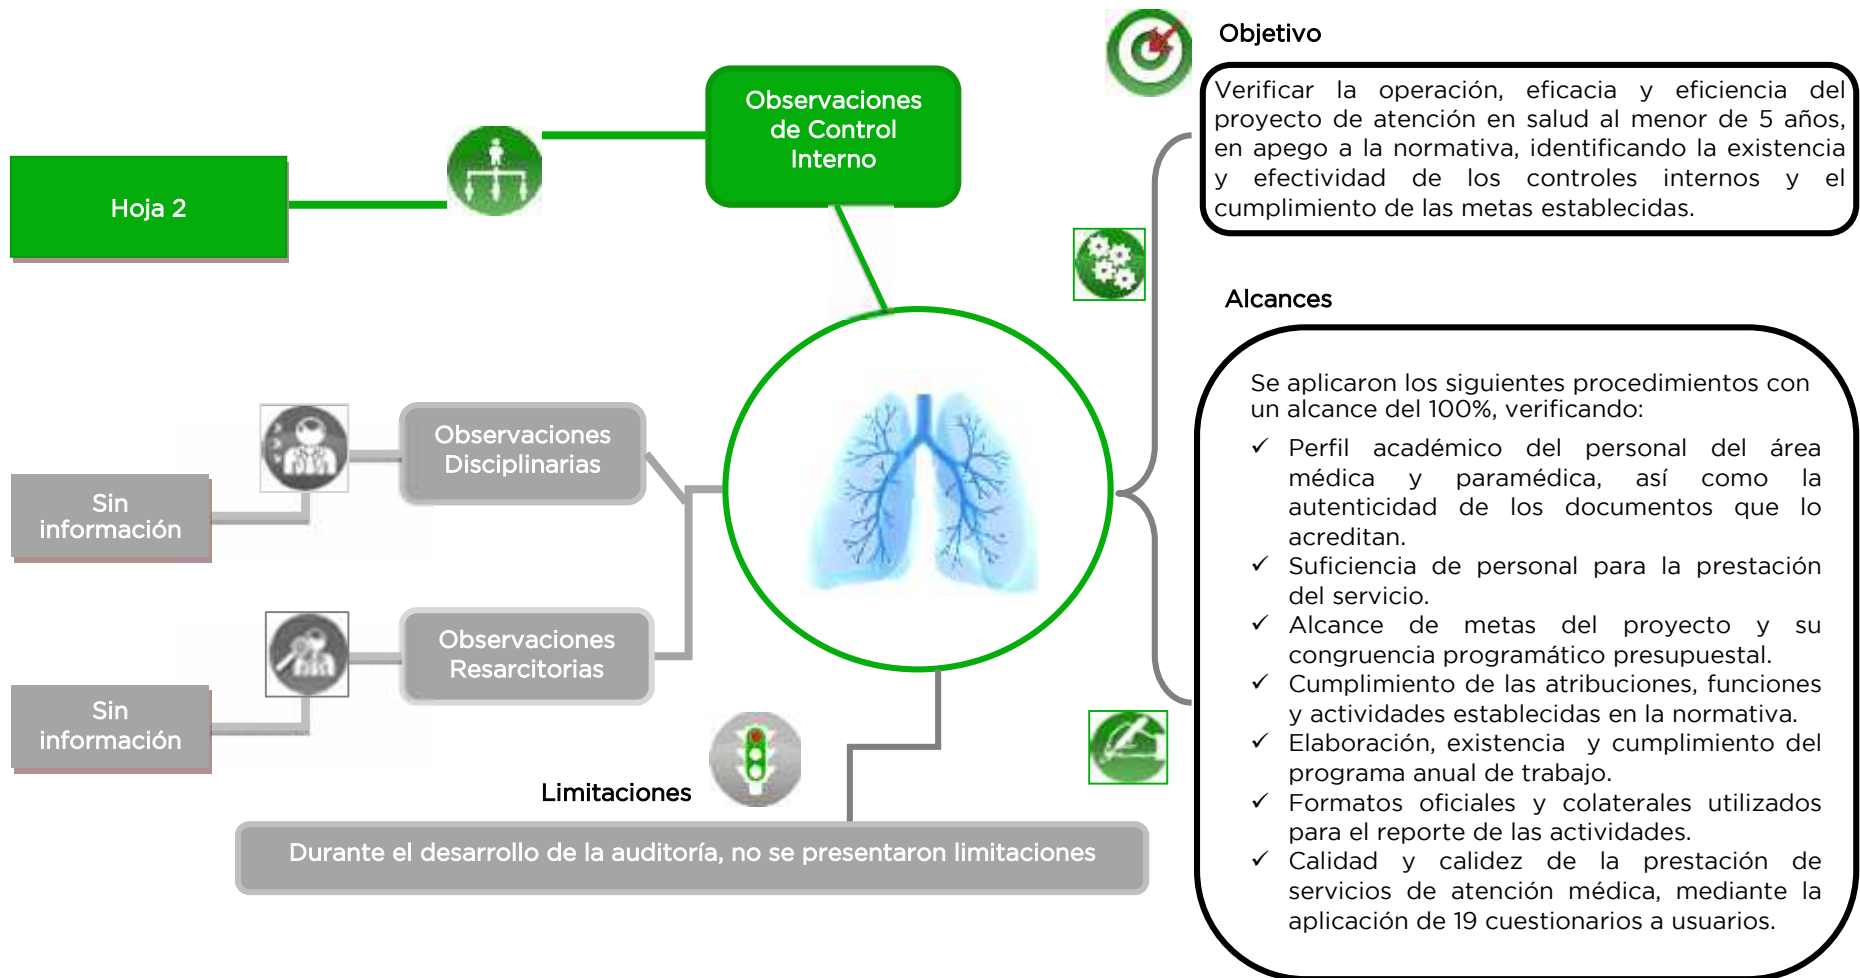 Objetivo
Verificar la operación, eficacia y eficiencia del
proyecto de atención en salud al menor de 5 años,
en apego a la normativa, identificando la existencia
y efectividad de los controles internos y el
cumplimiento de las metas establecidas.
Observaciones
de Control
Interno
Hoja 2
Alcances
Se aplicaron los siguientes procedimientos con
un alcance del 100%, verificando:
✓ Perfil académico del personal del área
médica y paramédica, así como la
autenticidad de los documentos que lo
acreditan.
✓ Suficiencia de personal para la prestación
del servicio.
✓ Alcance de metas del proyecto y su
congruencia programático presupuestal.
✓ Cumplimiento de las atribuciones, funciones
y actividades establecidas en la normativa.
✓ Elaboración, existencia y cumplimiento del
programa anual de trabajo.
✓ Formatos oficiales y colaterales utilizados
para el reporte de las actividades.
✓ Calidad y calidez de la prestación de
servicios de atención médica, mediante la
aplicación de 19 cuestionarios a usuarios.
Observaciones
Disciplinarias
Sin
información
Observaciones
Resarcitorias
Sin
información
Limitaciones
Durante el desarrollo de la auditoría, no se presentaron limitaciones